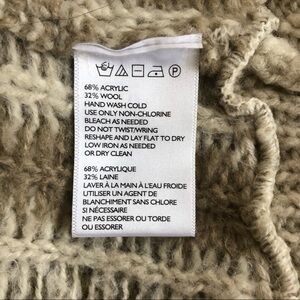 P
68% ACRYLIC
32% WOOL
HAND WASH COLD
USE ONLY NON-CHLORINE
BLEACH AS NEEDED
DO NOT TWIST/WRING
RESHAPE AND LAY FLAT TO DRY
LOW IRON AS NEEDED
OR DRY CLEAN
68% ACRYLIQUE
32% LAINE
LAVER À LA MAIN À L'EAU FROIDE
UTILISER UN AGENT DE
BLANCHIMENT SANS CHLORE
SI NÉCESSAIRE
NE PAS ESSORER OU TORDE
OU ESSORER